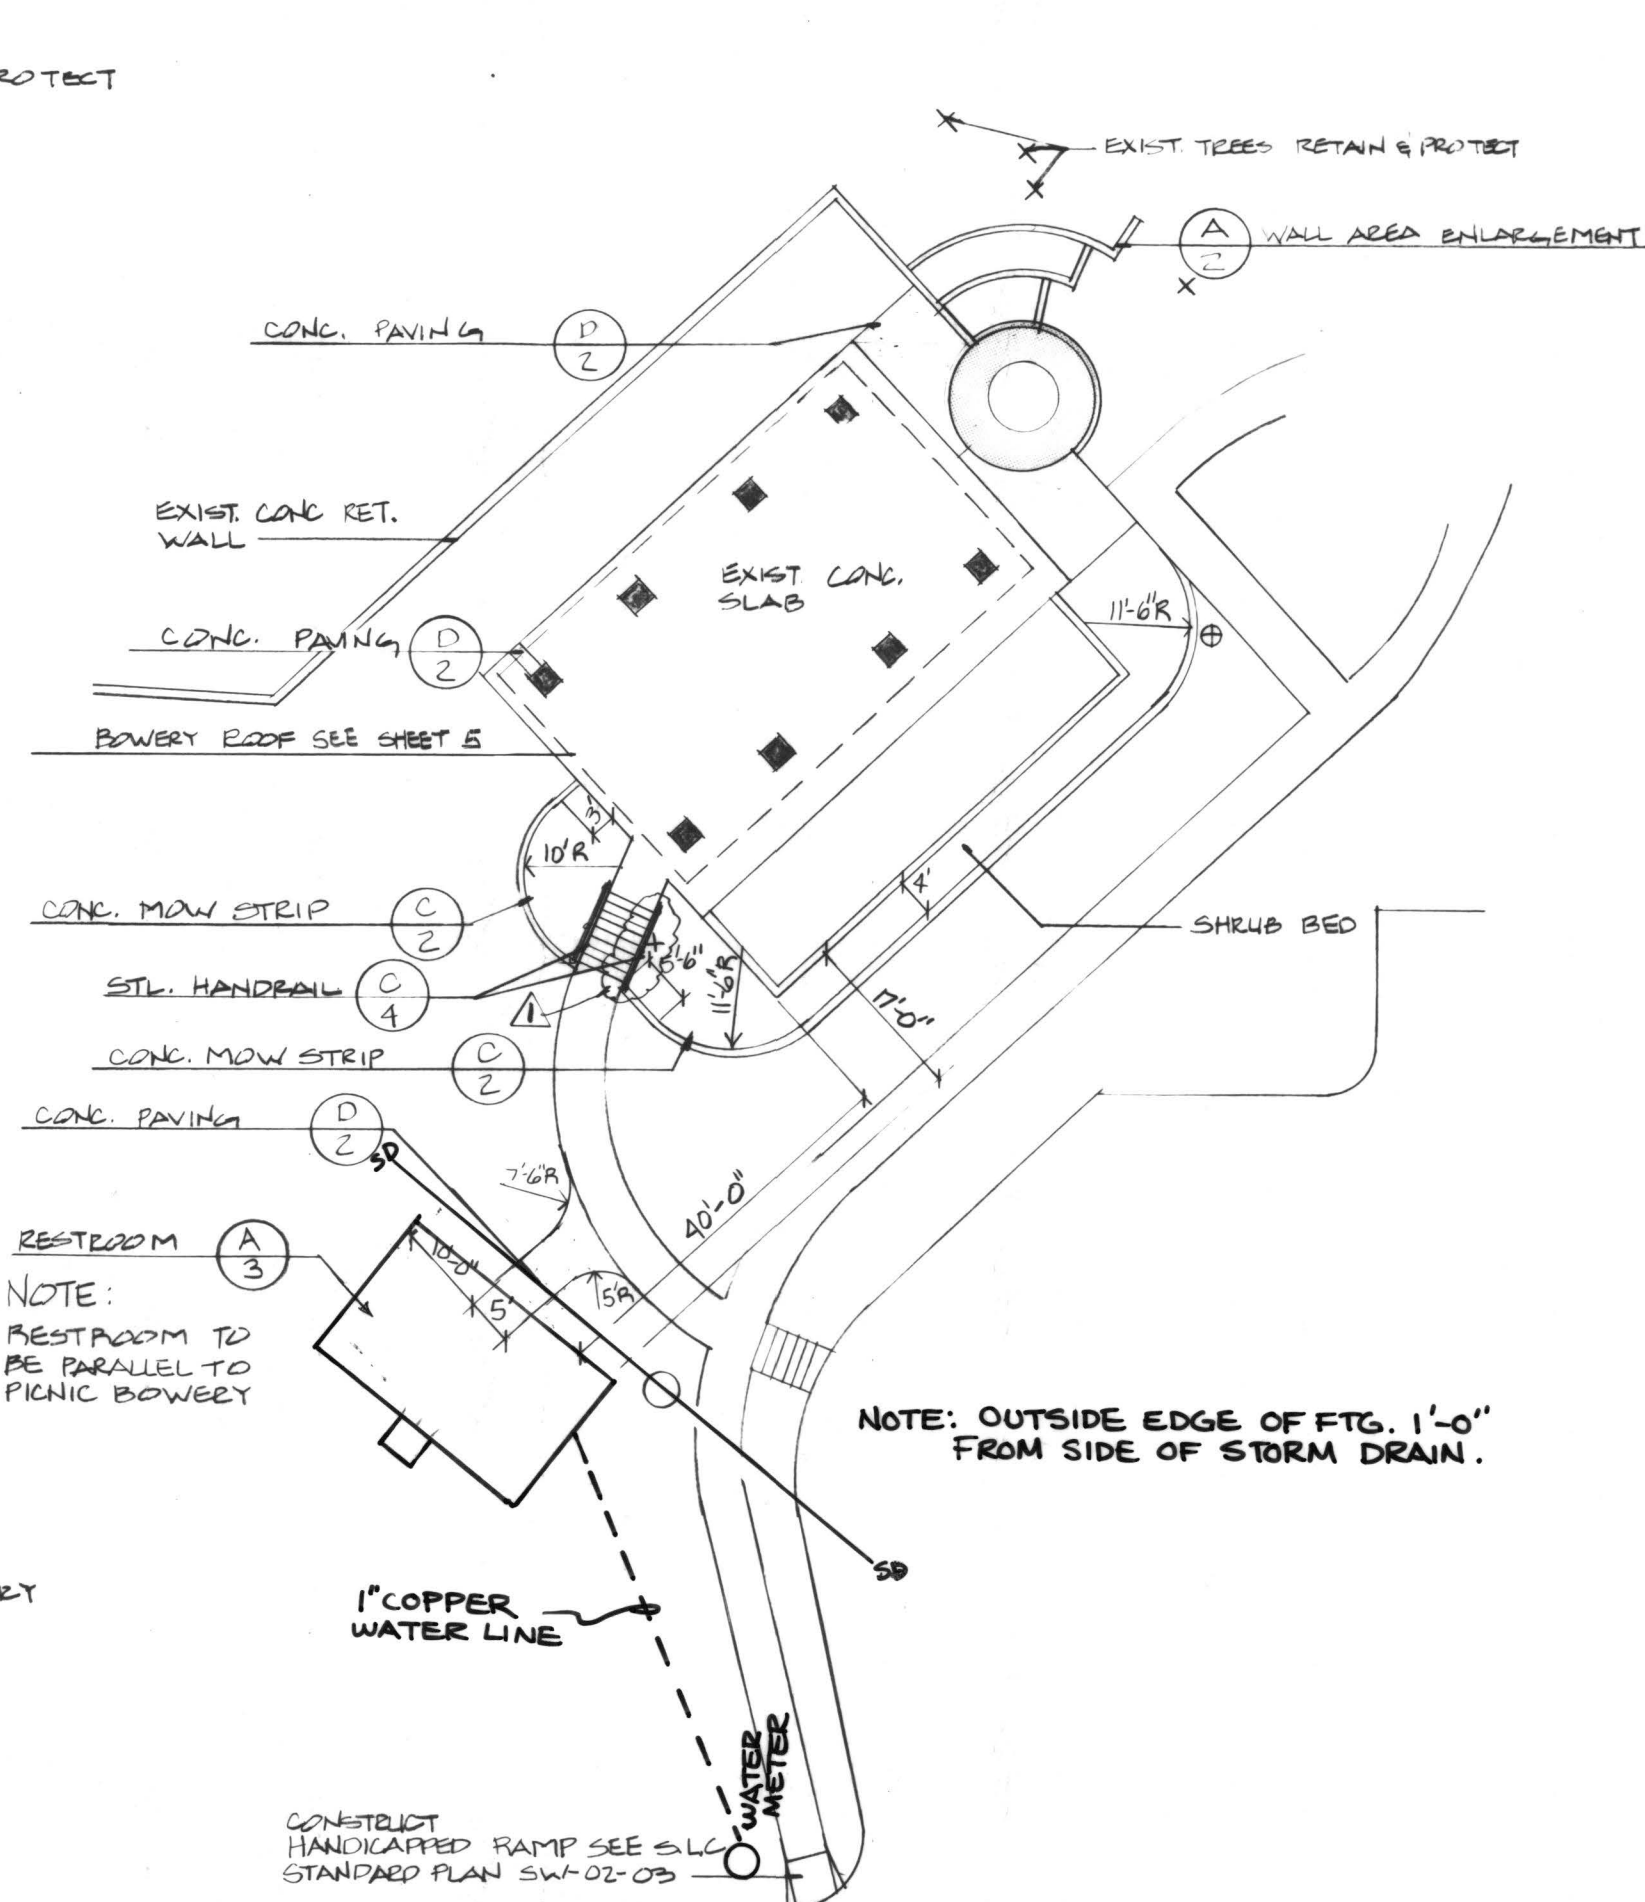 ROTECT
EXIST. TREES RETAIN & PROTECT
A
2
WALL AREA ENLARGEMENT
CONC. PAVING
D
2
EXIST. CONC RET.
WALL
EXIST. CONC.
SLAB
11'-6"R
CONC. PAVING
D
2
BOWERY ROOF SEE SHEET 5
3'
10'R
4'
CONC. MOW STRIP
C
2
SHRUB BED
5'-6"
11'-6"R
STL. HANDRAIL
C
4
1
17'-0"
CONC. MOW STRIP
C
2
CONC. PAVING
D
2
SD
7'-6"R
40'-0"
RESTROOM
A
3
10'-0"
5'
5'R
NOTE:
RESTROOM TO
BE PARALLEL TO
PICNIC BOWERY
NOTE: OUTSIDE EDGE OF FTG. 1'-0"
FROM SIDE OF STORM DRAIN.
SD
RY
1" COPPER
WATER LINE
WATER
METER
CONSTRUCT
HANDICAPPED RAMP SEE S.L.C
STANDARD PLAN SW-02-03